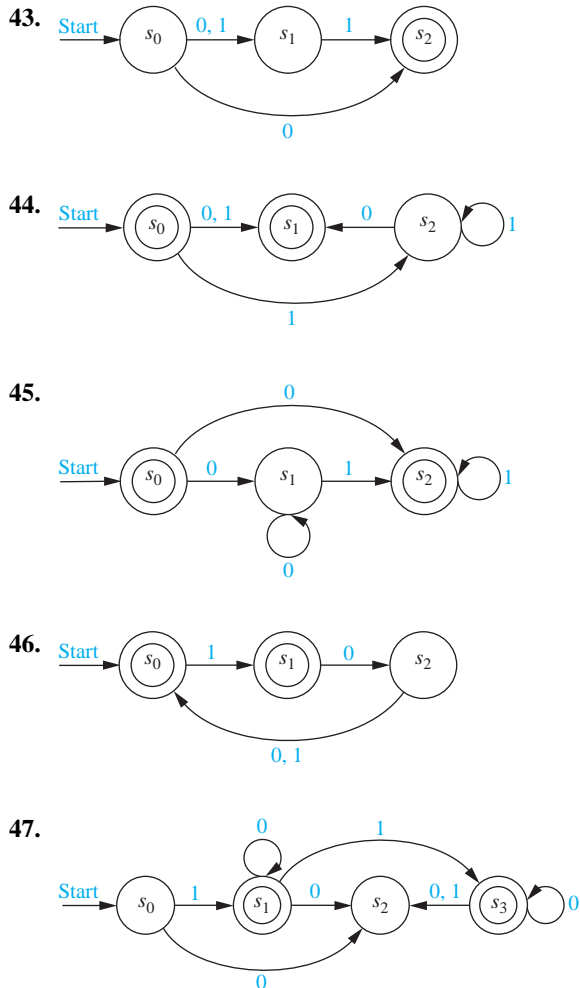 43. Start s0 0, 1 s1 1 s2
0
44. Start s0 0, 1 s1 0 s2 1
1
45.
0
Start s0 0 s1 1 s2 1
0
46. Start s0 1 s1 0 s2
0, 1
47.
0 1
Start s0 1 s1 0 s2 0, 1 s3 0
0